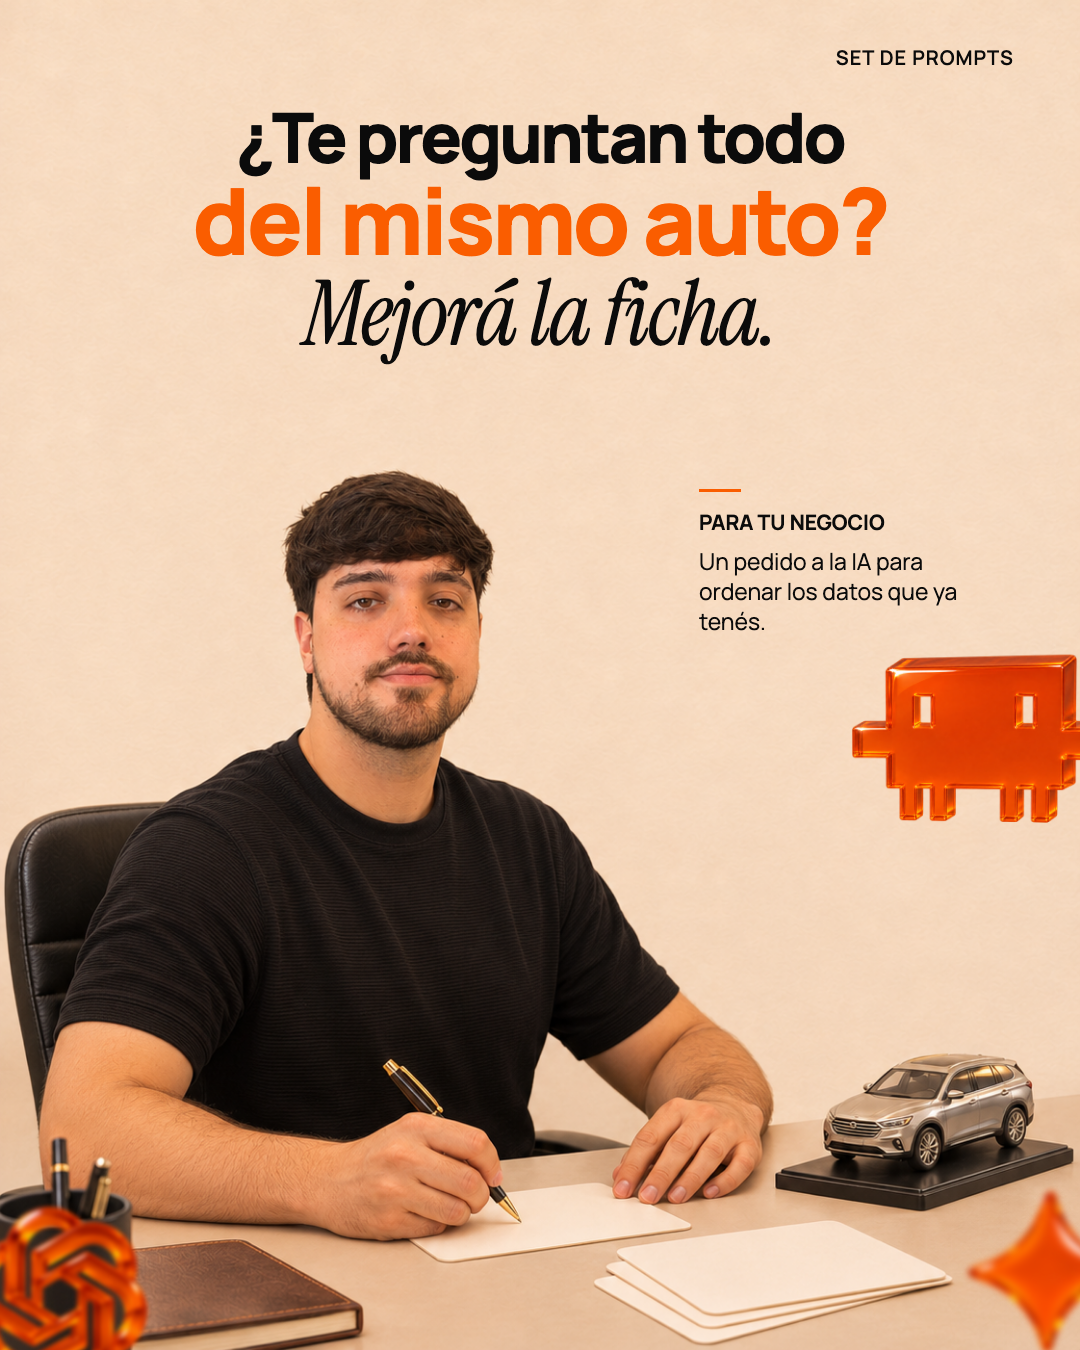 SET DE PROMPTS
¿Te preguntan todo
del mismo auto?
Mejorá la ficha.
PARA TU NEGOCIO
Un pedido a la IA para
ordenar los datos que ya
tenés.